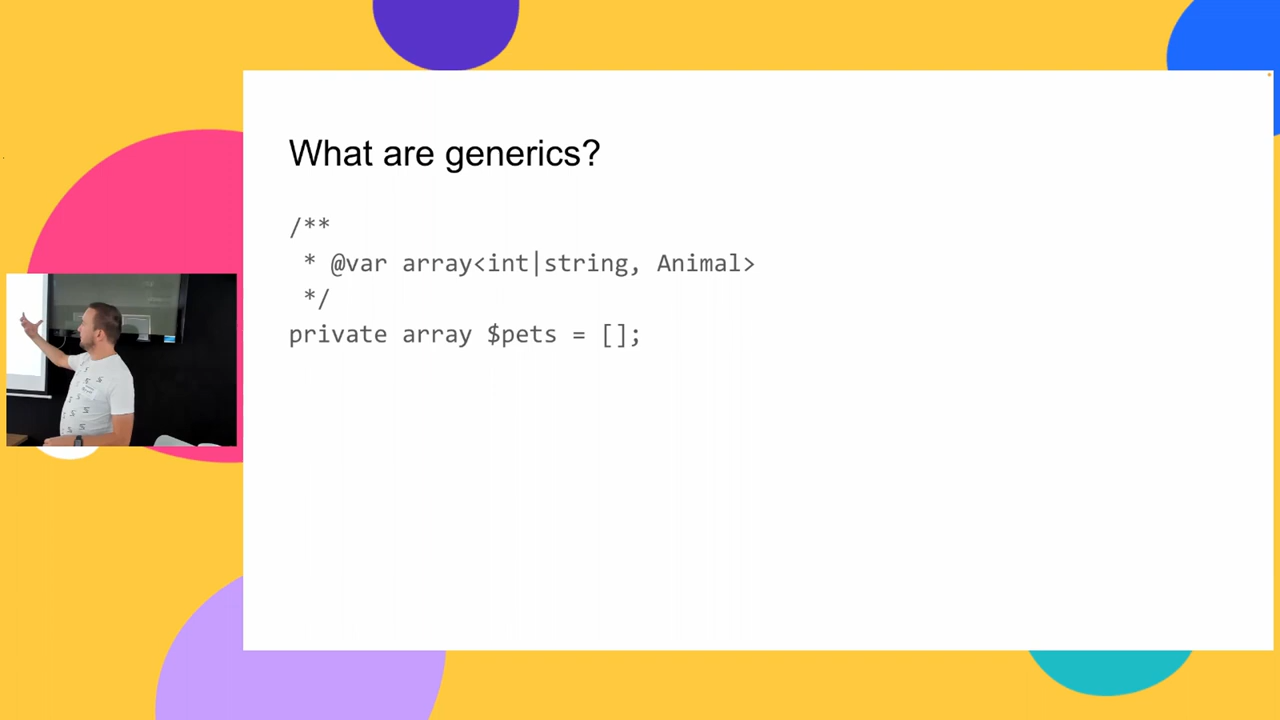 What are generics?
/**
 * @var array<int|string, Animal>
 */
private array $pets = [];